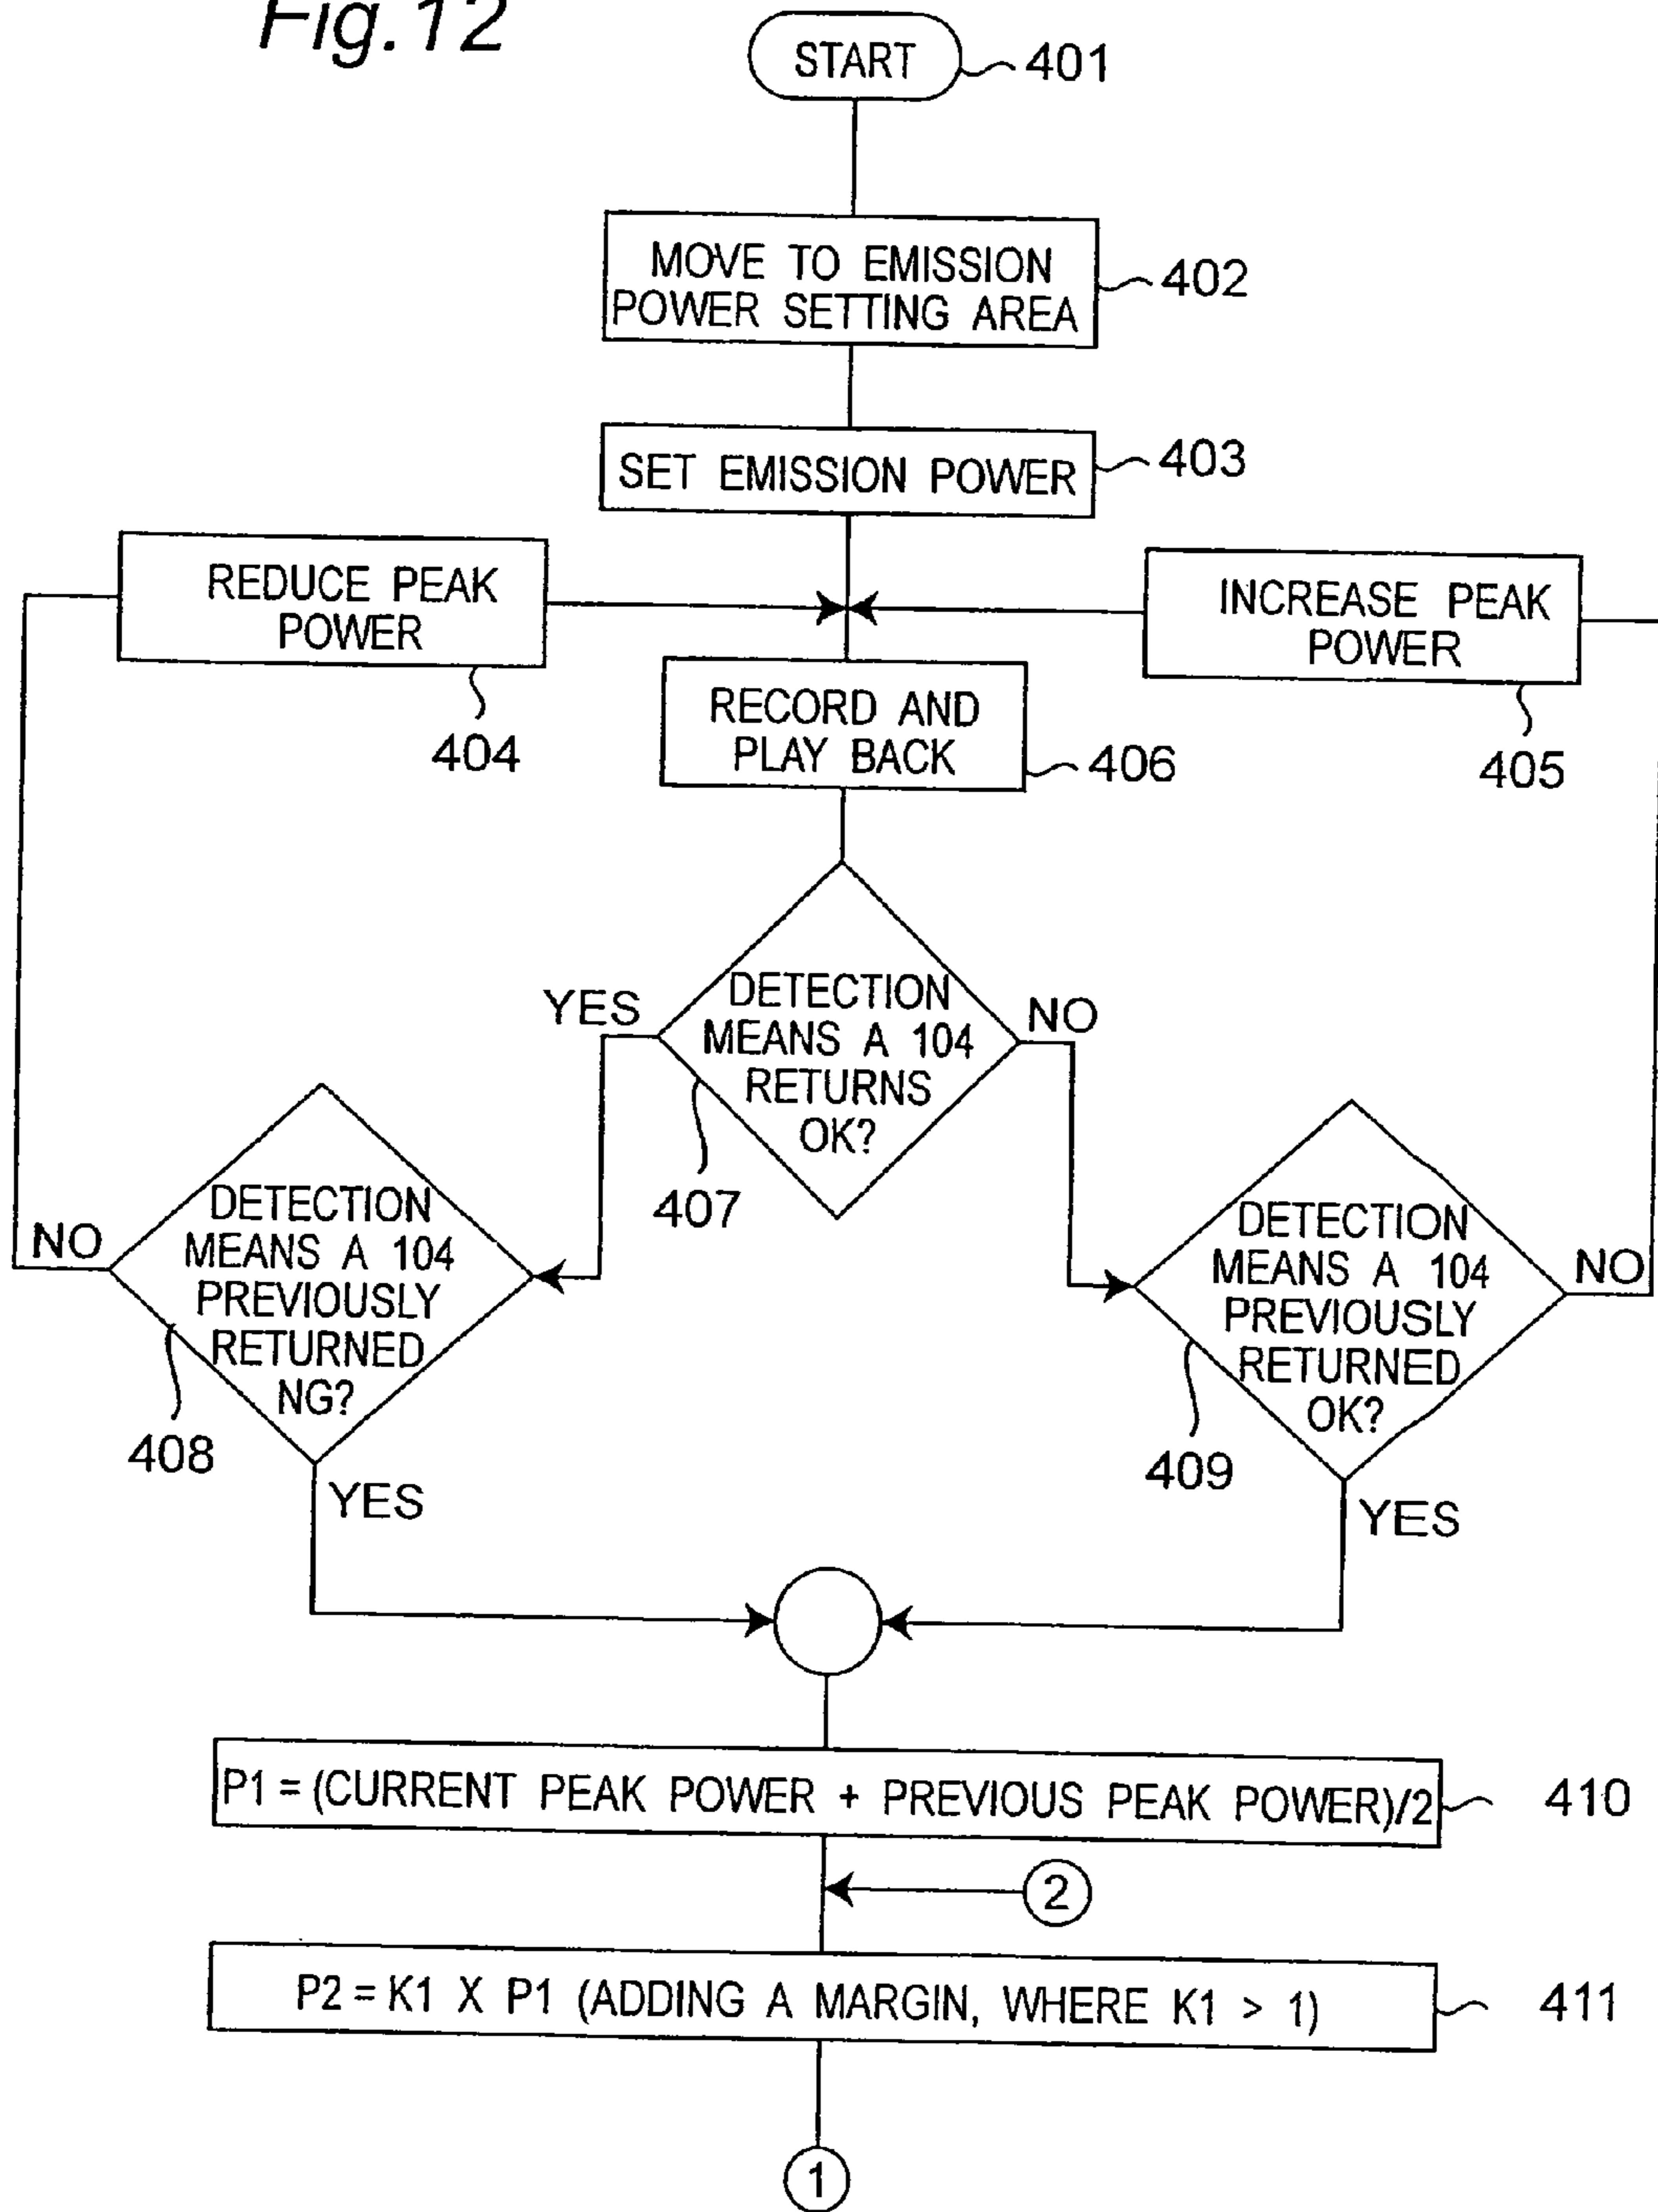 Fig.12
START
401
MOVE TO EMISSION
POWER SETTING AREA
402
SET EMISSION POWER
403
REDUCE PEAK
POWER
404
INCREASE PEAK
POWER
405
RECORD AND
PLAY BACK
406
DETECTION
MEANS A 104
RETURNS
OK?
YES
NO
407
DETECTION
MEANS A 104
PREVIOUSLY
RETURNED
NG?
NO
408
YES
DETECTION
MEANS A 104
PREVIOUSLY
RETURNED
OK?
NO
409
YES
P1 = (CURRENT PEAK POWER + PREVIOUS PEAK POWER)/2
410
2
P2 = K1 X P1 (ADDING A MARGIN, WHERE K1 > 1)
411
1